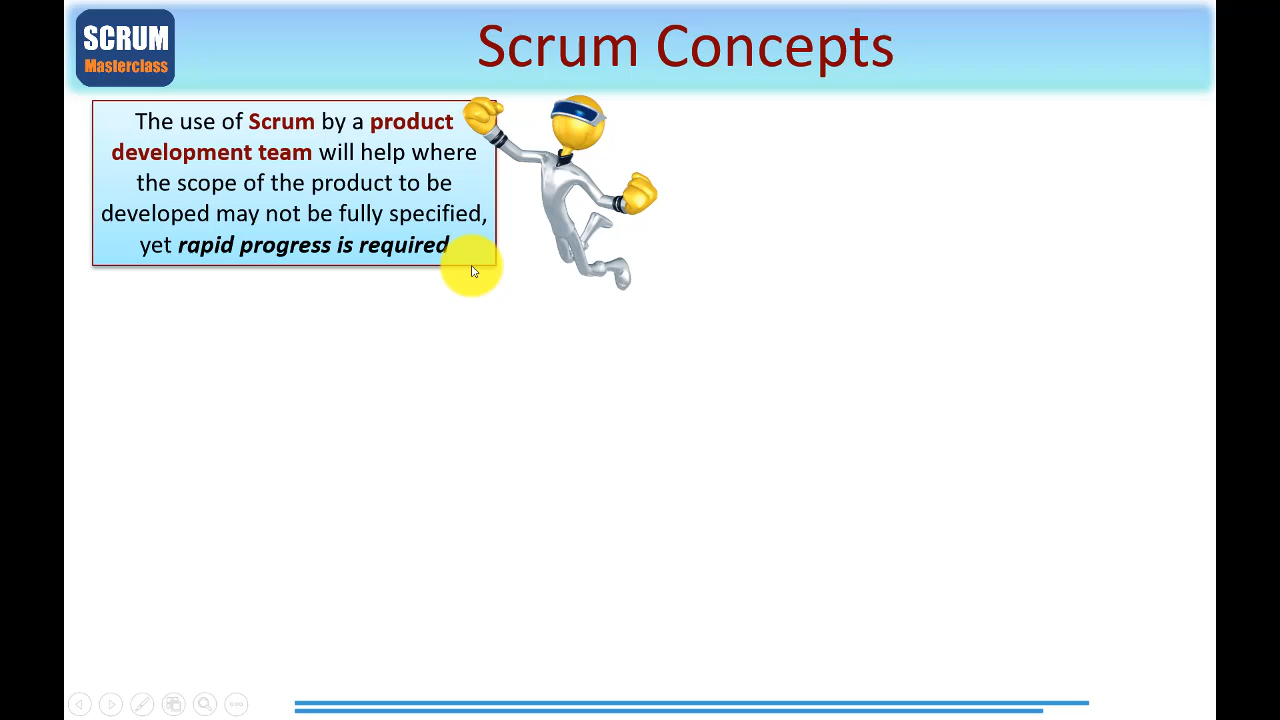 SCRUM
Masterclass
Scrum Concepts
The use of Scrum by a product
development team will help where
the scope of the product to be
developed may not be fully specified,
yet rapid progress is required